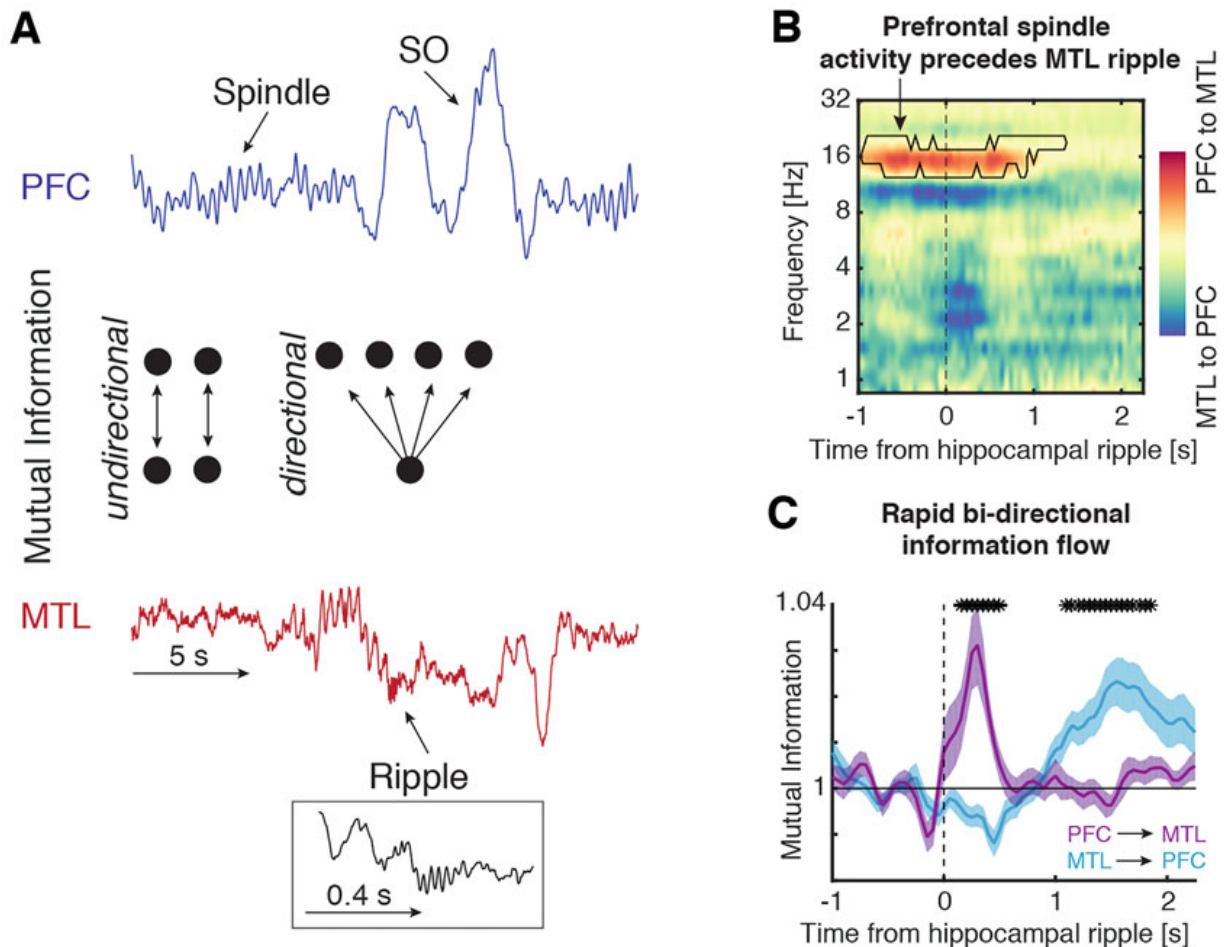 A
SO
Spindle
PFC
Mutual Information
undirectional
directional
MTL
5 s
Ripple
0.4 s
B
Prefrontal spindle
activity precedes MTL ripple
32
16
8
4
2
1
Frequency [Hz]
-1
0
1
2
Time from hippocampal ripple [s]
PFC to MTL
MTL to PFC
C
Rapid bi-directional
information flow
1.04
1
Mutual Information
PFC → MTL
MTL → PFC
-1
0
1
2
Time from hippocampal ripple [s]